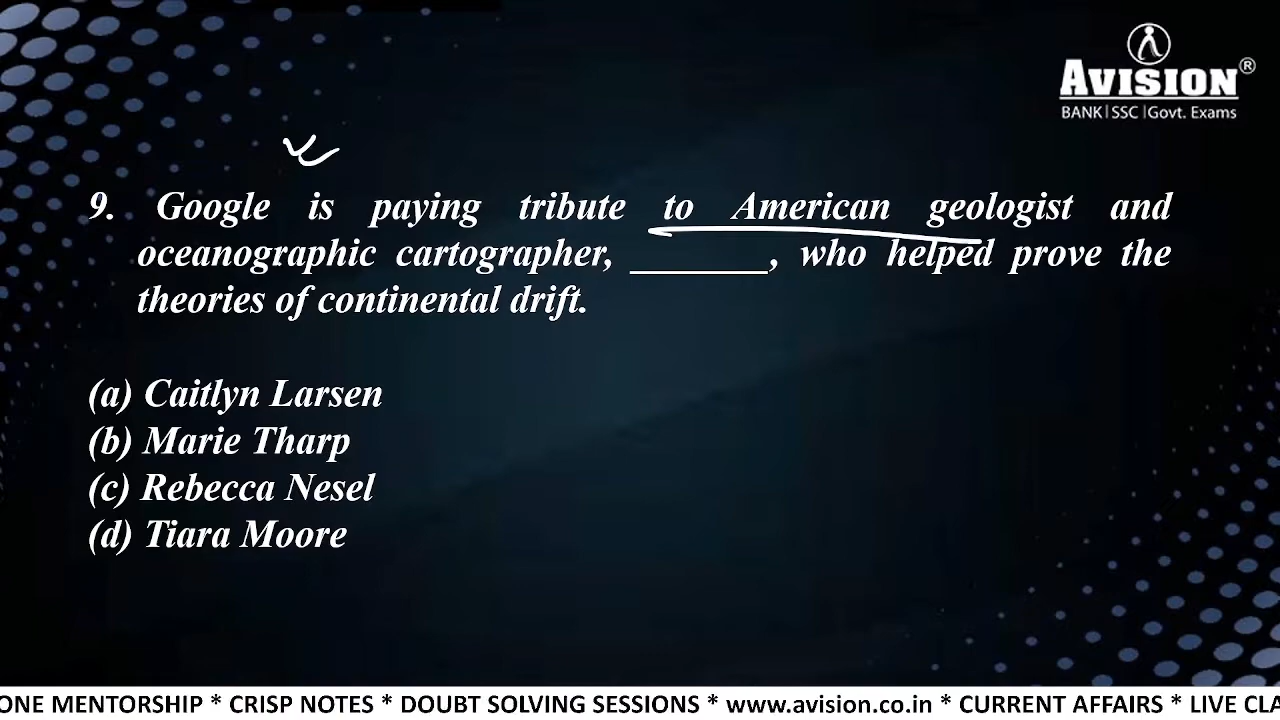 AVISION®
BANK|SSC|Govt. Exams
9. Google is paying tribute to American geologist and
oceanographic cartographer, _______, who helped prove the
theories of continental drift.
(a) Caitlyn Larsen
(b) Marie Tharp
(c) Rebecca Nesel
(d) Tiara Moore
ONE MENTORSHIP * CRISP NOTES * DOUBT SOLVING SESSIONS * www.avision.co.in * CURRENT AFFAIRS * LIVE CLA